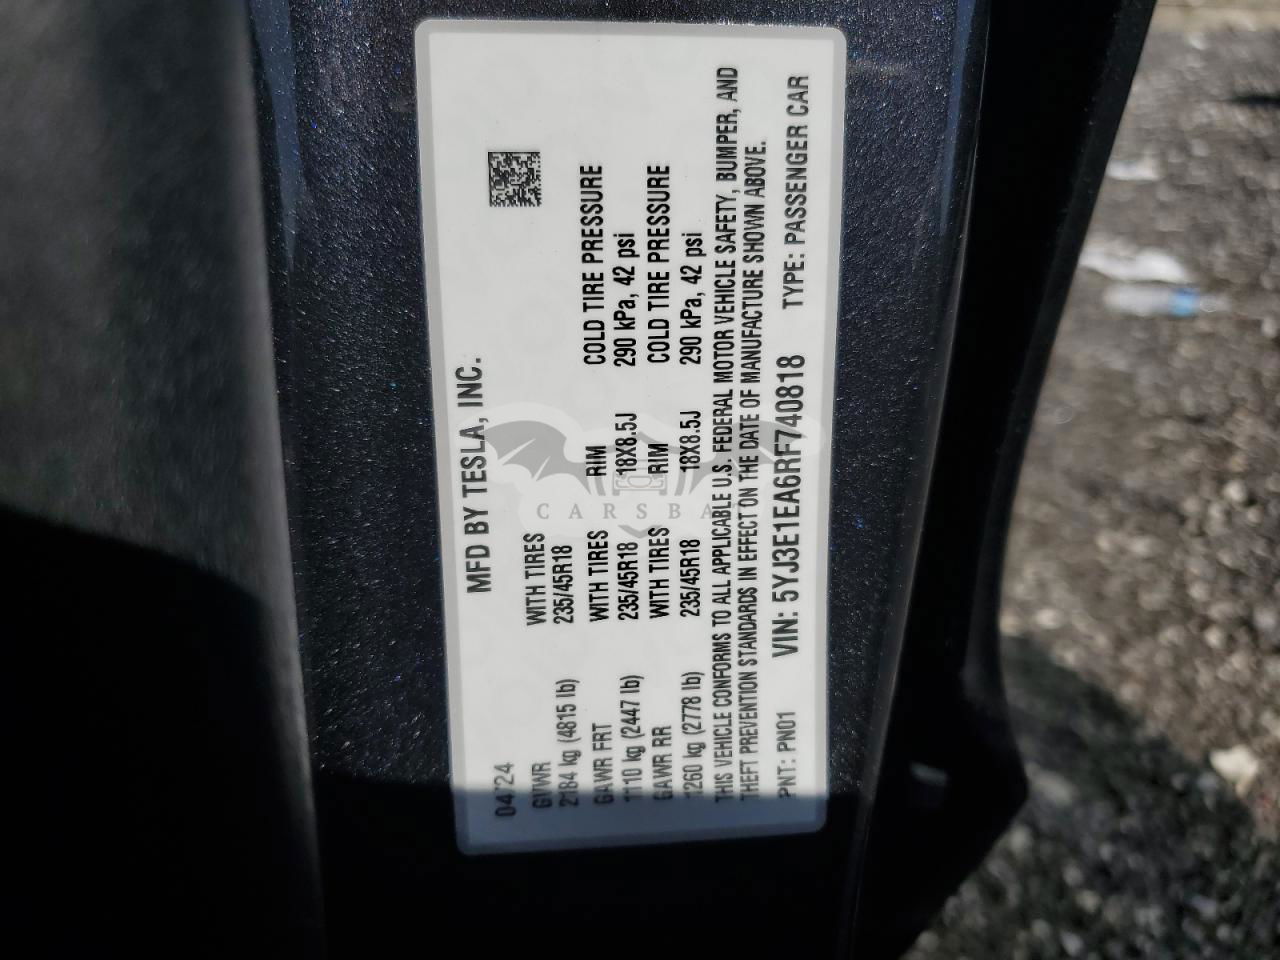 MFD BY TESLA, INC.
04/24
GVWR WITH TIRES
2184 kg (4815 lb) 235/45R18
GAWR FRT WITH TIRES RIM COLD TIRE PRESSURE
1110 kg (2447 lb) 235/45R18 18X8.5J 290 kPa, 42 psi
GAWR RR WITH TIRES RIM COLD TIRE PRESSURE
1260 kg (2778 lb) 235/45R18 18X8.5J 290 kPa, 42 psi
THIS VEHICLE CONFORMS TO ALL APPLICABLE U.S. FEDERAL MOTOR VEHICLE SAFETY, BUMPER, AND
THEFT PREVENTION STANDARDS IN EFFECT ON THE DATE OF MANUFACTURE SHOWN ABOVE.
PNT: PN01 VIN: 5YJ3E1EA6RF740818 TYPE: PASSENGER CAR